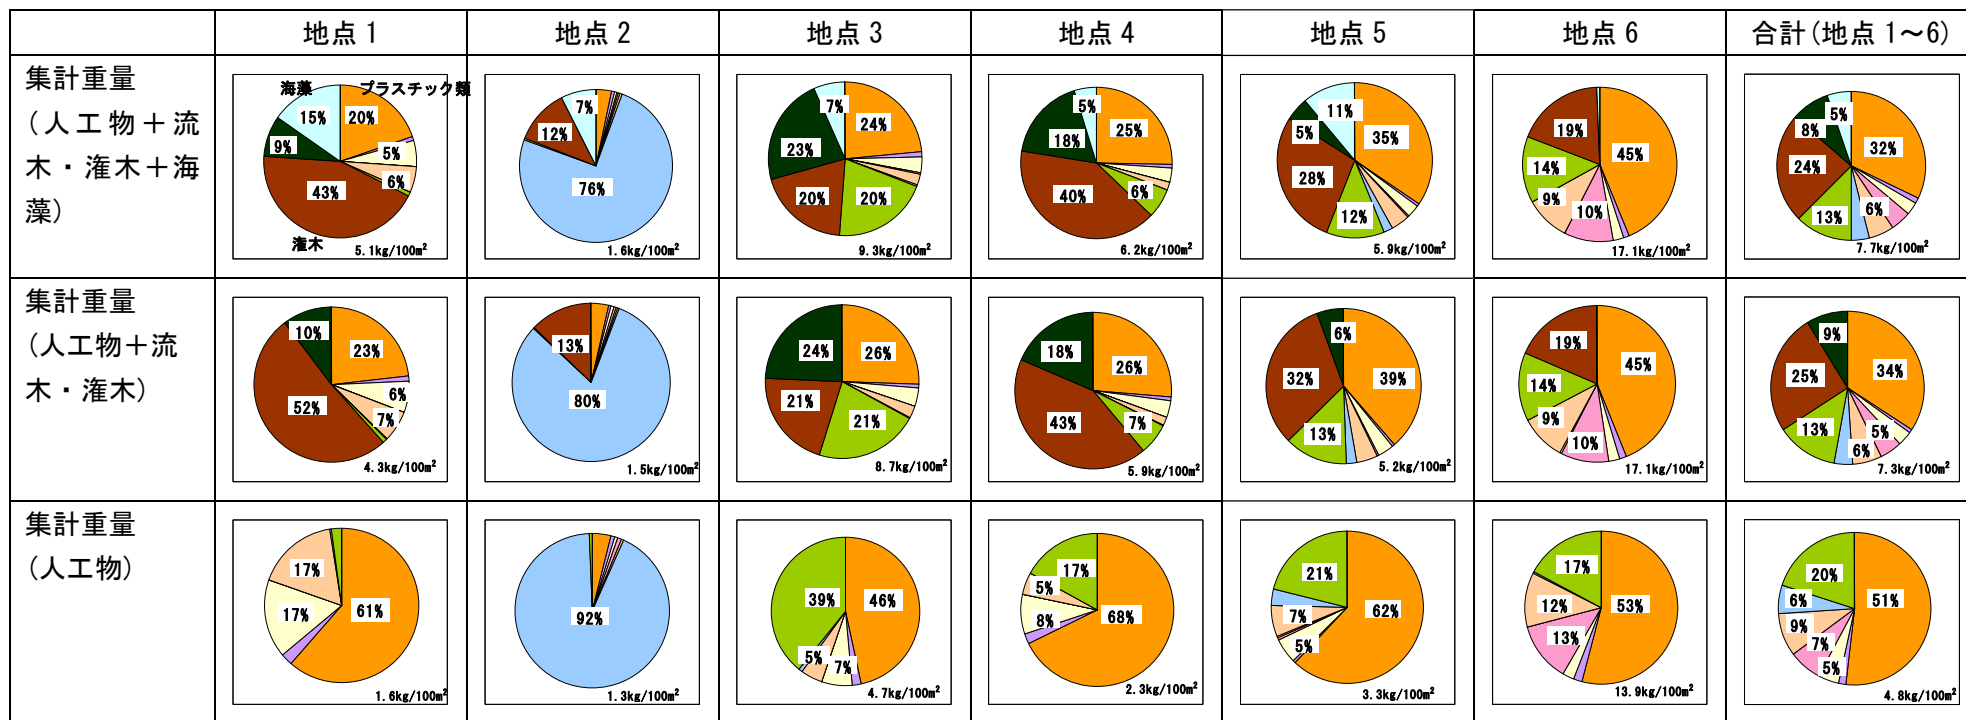 地点 1
地点 2
地点 3
地点 4
地点 5
地点 6
合計(地点 1～6)
集計重量
(人工物＋流
木・潅木＋海
藻)
海藻
プラスチック類
15%
20%
9%
5%
6%
43%
潅木
5.1kg/100m²
7%
12%
76%
1.6kg/100m²
7%
24%
23%
20%
20%
9.3kg/100m²
5%
25%
18%
6%
40%
6.2kg/100m²
11%
5%
35%
28%
12%
5.9kg/100m²
19%
45%
14%
9%
10%
17.1kg/100m²
5%
8%
32%
24%
6%
13%
7.7kg/100m²
集計重量
(人工物＋流
木・潅木)
10%
23%
6%
52%
7%
4.3kg/100m²
13%
80%
1.5kg/100m²
24%
26%
21%
21%
8.7kg/100m²
18%
26%
43%
7%
5.9kg/100m²
6%
32%
39%
13%
5.2kg/100m²
19%
45%
14%
9%
10%
17.1kg/100m²
9%
34%
25%
13%
5%
6%
7.3kg/100m²
集計重量
(人工物)
17%
17%
61%
1.6kg/100m²
92%
1.3kg/100m²
39%
46%
5%
7%
4.7kg/100m²
17%
5%
8%
68%
2.3kg/100m²
21%
62%
7%
5%
3.3kg/100m²
17%
53%
12%
13%
13.9kg/100m²
20%
51%
6%
9%
7%
5%
4.8kg/100m²